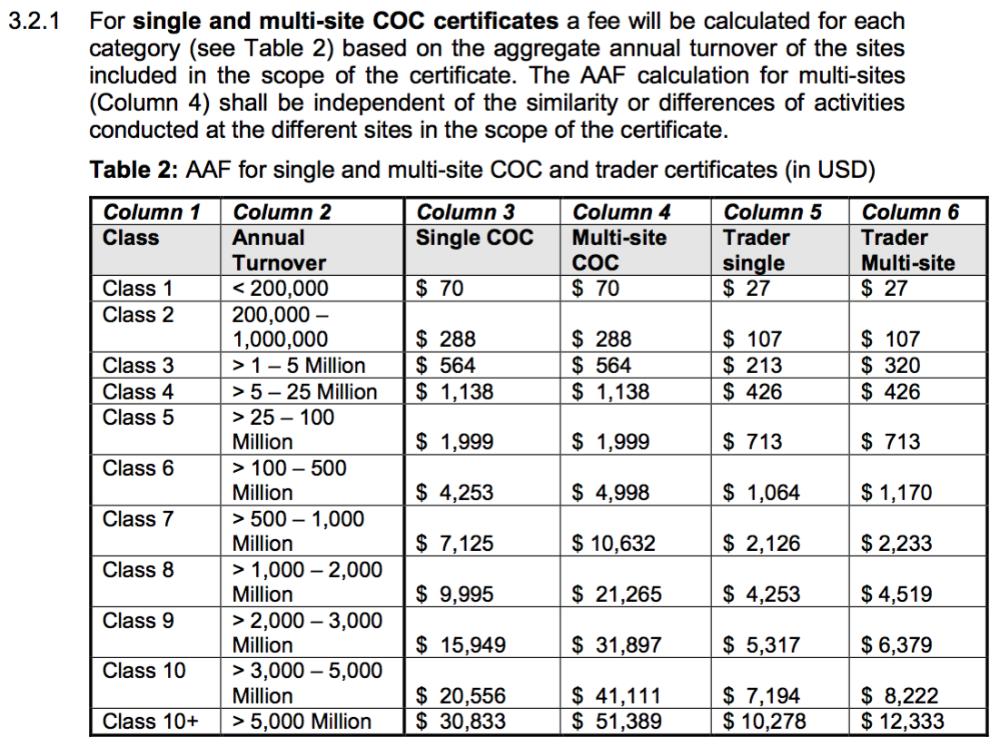 3.2.1 For single and multi-site COC certificates a fee will be calculated for each
category (see Table 2) based on the aggregate annual turnover of the sites
included in the scope of the certificate. The AAF calculation for multi-sites
(Column 4) shall be independent of the similarity or differences of activities
conducted at the different sites in the scope of the certificate.
Table 2: AAF for single and multi-site COC and trader certificates (in USD)
Column 1 Column 2 Column 3 Column 4 Column 5 Column 6
Class Annual Single COC Multi-site Trader Trader
Turnover COC single Multi-site
Class 1 < 200,000 $ 70 $ 70 $ 27 $ 27
Class 2 200,000 –
1,000,000 $ 288 $ 288 $ 107 $ 107
Class 3 > 1 – 5 Million $ 564 $ 564 $ 213 $ 320
Class 4 > 5 – 25 Million $ 1,138 $ 1,138 $ 426 $ 426
Class 5 > 25 – 100
Million $ 1,999 $ 1,999 $ 713 $ 713
Class 6 > 100 – 500
Million $ 4,253 $ 4,998 $ 1,064 $ 1,170
Class 7 > 500 – 1,000
Million $ 7,125 $ 10,632 $ 2,126 $ 2,233
Class 8 > 1,000 – 2,000
Million $ 9,995 $ 21,265 $ 4,253 $ 4,519
Class 9 > 2,000 – 3,000
Million $ 15,949 $ 31,897 $ 5,317 $ 6,379
Class 10 > 3,000 – 5,000
Million $ 20,556 $ 41,111 $ 7,194 $ 8,222
Class 10+ > 5,000 Million $ 30,833 $ 51,389 $ 10,278 $ 12,333